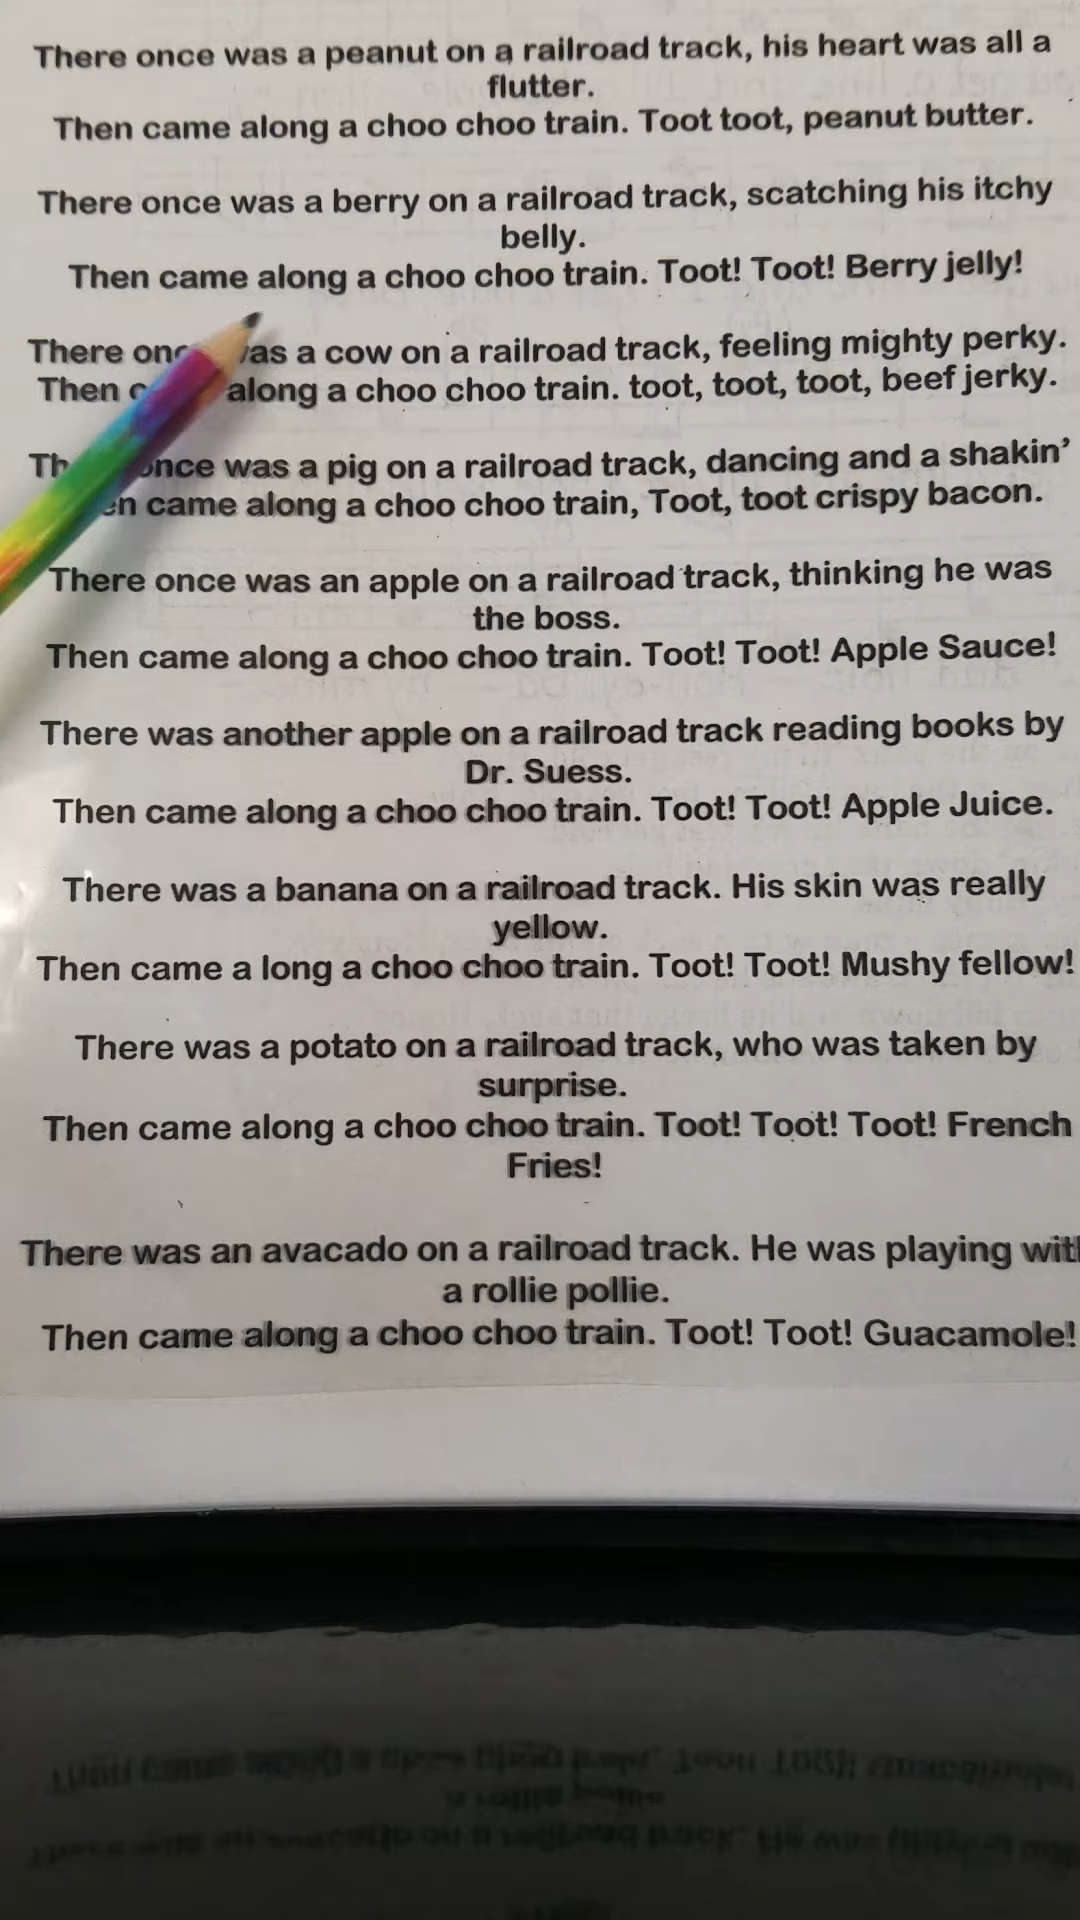 There once was a peanut on a railroad track, his heart was all a
flutter.
Then came along a choo choo train. Toot toot, peanut butter.
There once was a berry on a railroad track, scatching his itchy
belly.
Then came along a choo choo train. Toot! Toot! Berry jelly!
There was a cow on a railroad track, feeling mighty perky.
Then along a choo choo train. toot, toot, toot, beef jerky.
once was a pig on a railroad track, dancing and a shakin'
came along a choo choo train, Toot, toot crispy bacon.
There once was an apple on a railroad track, thinking he was
the boss.
Then came along a choo choo train. Toot! Toot! Apple Sauce!
There was another apple on a railroad track reading books by
Dr. Suess.
Then came along a choo choo train. Toot! Toot! Apple Juice.
There was a banana on a railroad track. His skin was really
yellow.
Then came a long a choo choo train. Toot! Toot! Mushy fellow!
There was a potato on a railroad track, who was taken by
surprise.
Then came along a choo choo train. Toot! Toot! Toot! French
Fries!
There was an avacado on a railroad track. He was playing with
a rollie pollie.
Then came along a choo choo train. Toot! Toot! Guacamole!